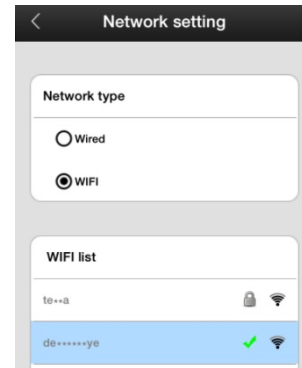 Network setting
Network type
Wired
WIFI
WIFI list
te••a
de••••••ye